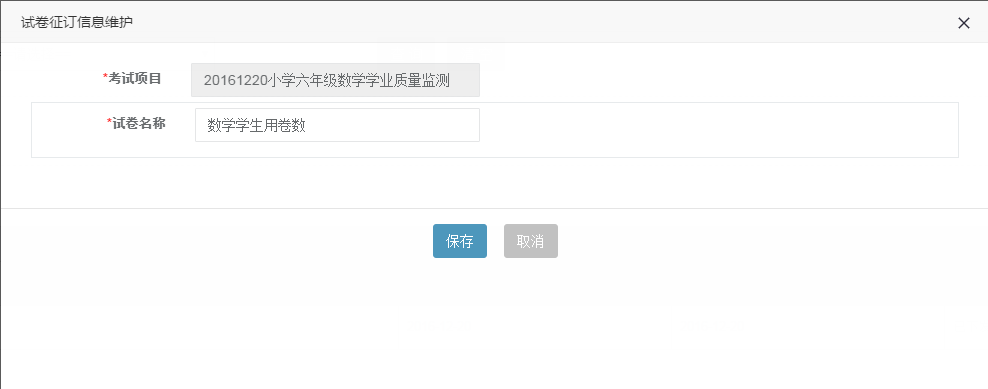 试卷征订信息维护
*考试项目 20161220小学六年级数学学业质量监测
*试卷名称 数学学生用卷数
保存 取消